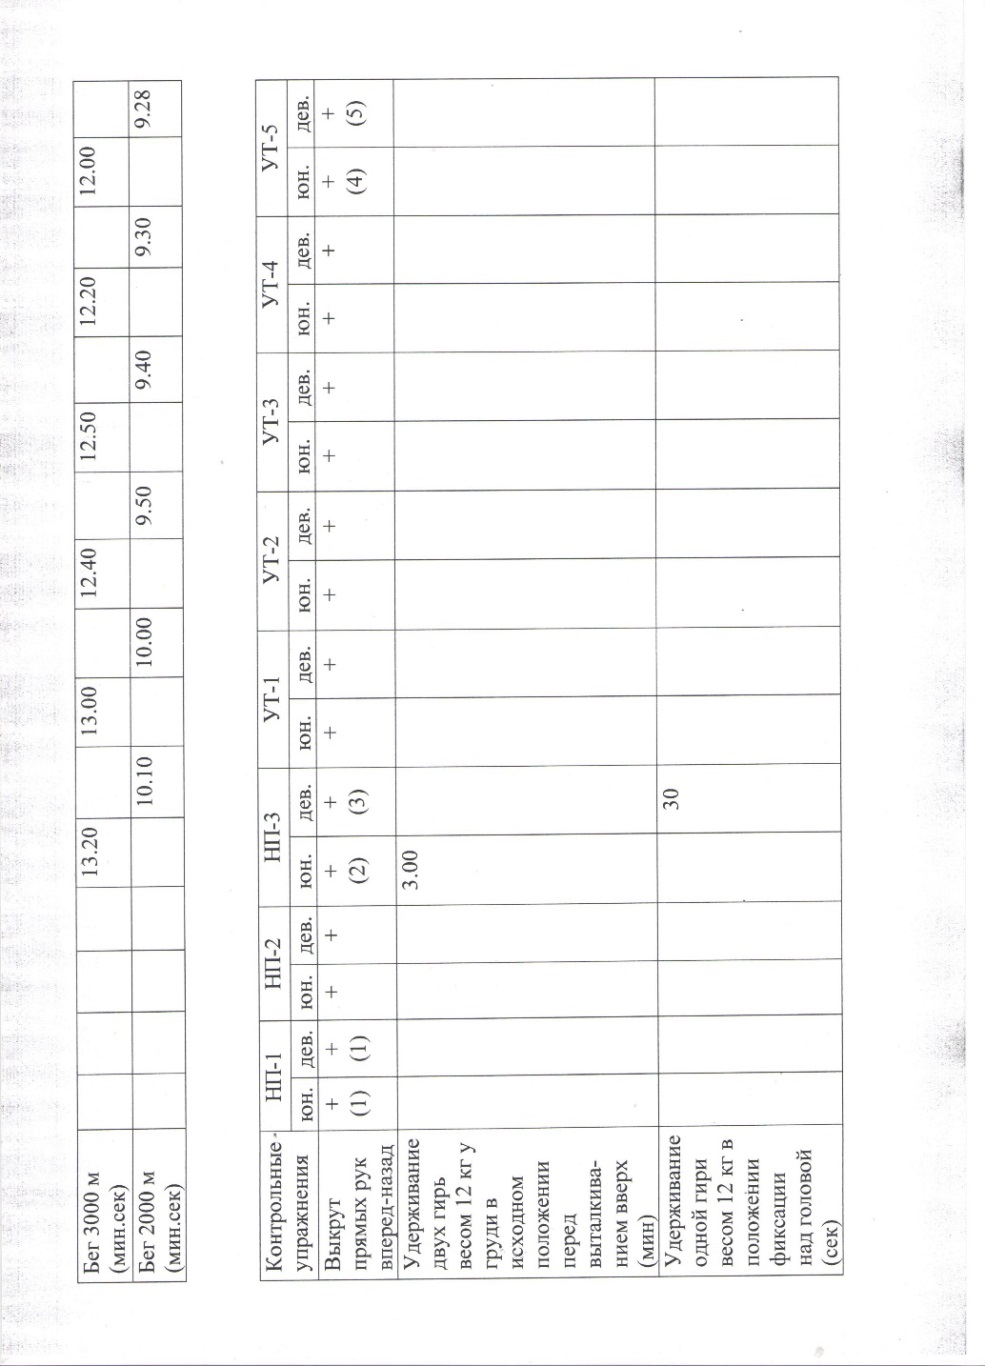 Бег 3000 м 13.20 13.00 12.40 12.50 12.20 12.00
(мин.сек)
Бег 2000 м 10.10 10.00 9.50 9.40 9.30 9.28
(мин.сек)
Контрольные НП-1 НП-2 НП-3 УТ-1 УТ-2 УТ-3 УТ-4 УТ-5
упражнения юн. дев. юн. дев. юн. дев. юн. дев. юн. дев. юн. дев. юн. дев. юн. дев.
Выкрут + + + + + + + + + + + + + + + +
прямых рук (1) (1) (2) (3) (4) (5)
вперед-назад
Удерживание 3.00
двух гирь
весом 12 кг у
груди в
исходном
положении
перед
выталкива-
нием вверх
(мин)
Удерживание 30
одной гири
весом 12 кг в
положении
фиксации
над головой
(сек)